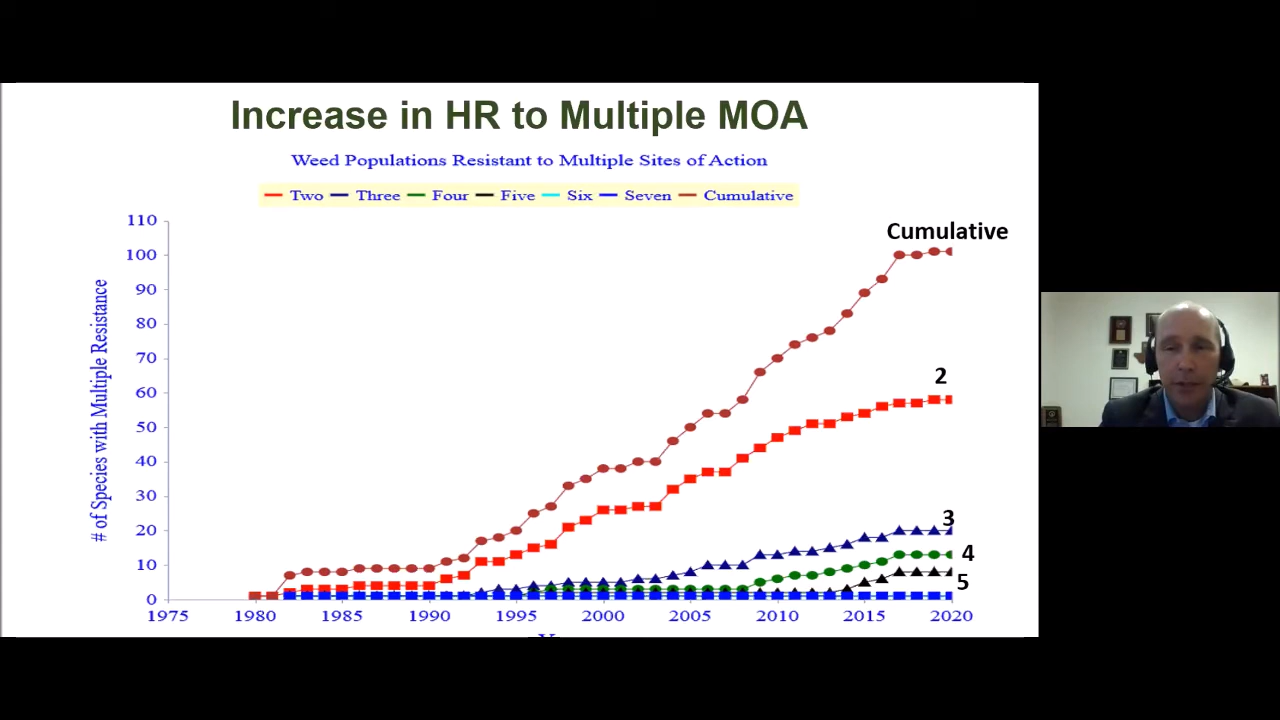 Increase in HR to Multiple MOA
Weed Populations Resistant to Multiple Sites of Action
Two Three Four Five Six Seven Cumulative
# of Species with Multiple Resistance
110
100
90
80
70
60
50
40
30
20
10
0
Cumulative
2
3
4
5
1975 1980 1985 1990 1995 2000 2005 2010 2015 2020